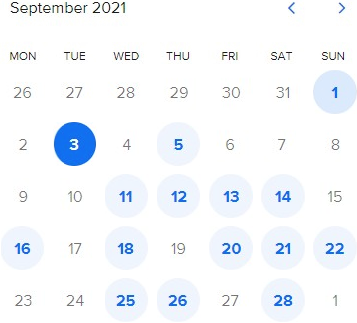 September 2021
MON TUE WED THU FRI SAT SUN
26 27 28 29 30 31 1
2 3 4 5 6 7 8
9 10 11 12 13 14 15
16 17 18 19 20 21 22
23 24 25 26 27 28 1